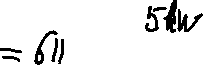 5kw
= 611